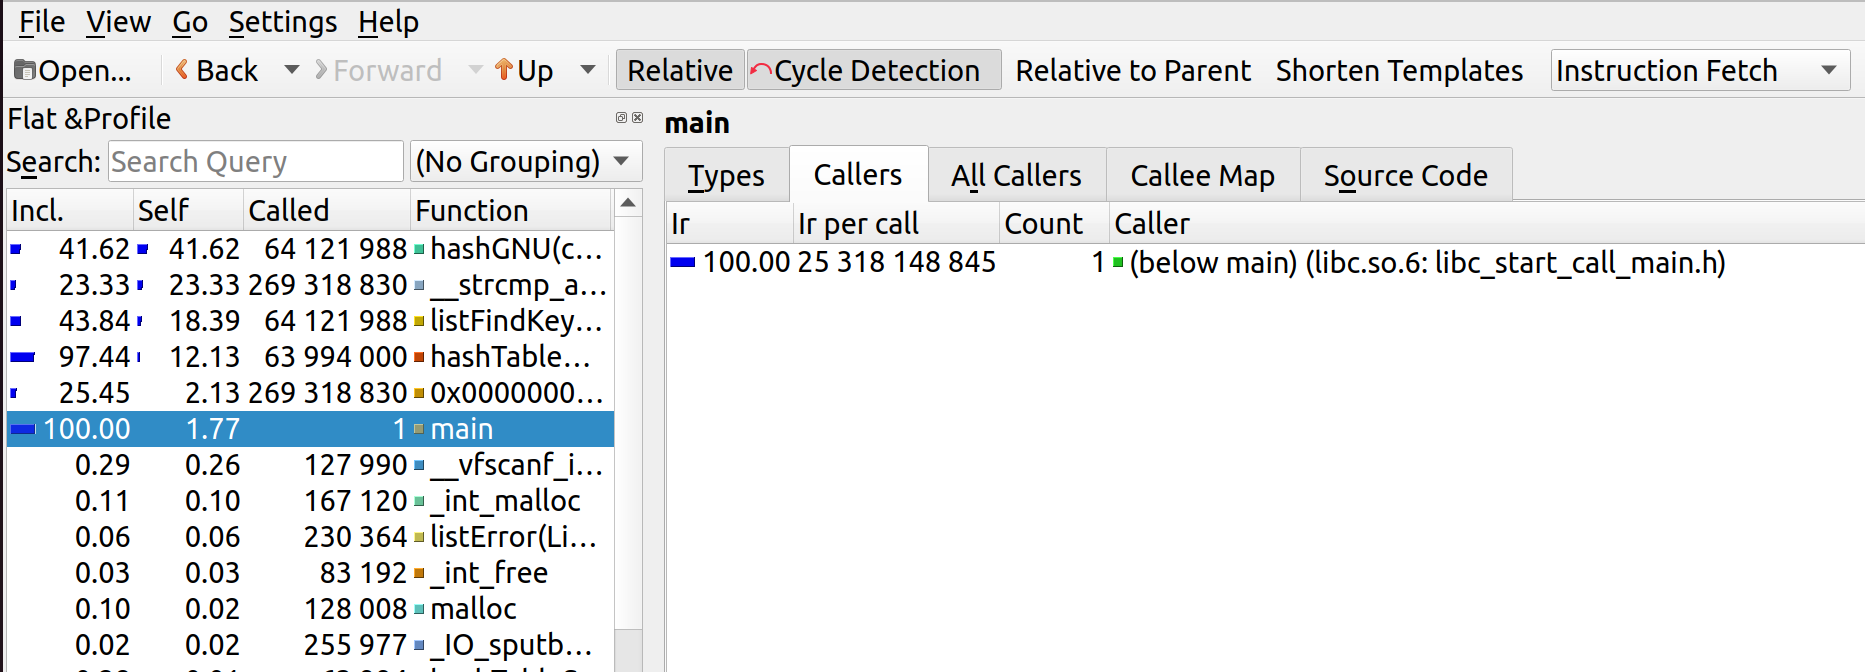 File View Go Settings Help
Open... Back Forward Up Relative Cycle Detection Relative to Parent Shorten Templates Instruction Fetch
Flat &Profile
Search: Search Query (No Grouping)
Incl. Self Called Function
41.62 41.62 64 121 988 hashGNU(c...
23.33 23.33 269 318 830 __strcmp_a...
43.84 18.39 64 121 988 listFindKey...
97.44 12.13 63 994 000 hashTable...
25.45 2.13 269 318 830 0x0000000...
100.00 1.77 1 main
0.29 0.26 127 990 __vfscanf_i...
0.11 0.10 167 120 _int_malloc
0.06 0.06 230 364 listError(Li...
0.03 0.03 83 192 _int_free
0.10 0.02 128 008 malloc
0.02 0.02 255 977 _IO_sputb...
main
Types Callers All Callers Callee Map Source Code
Ir Ir per call Count Caller
100.00 25 318 148 845 1 (below main) (libc.so.6: libc_start_call_main.h)